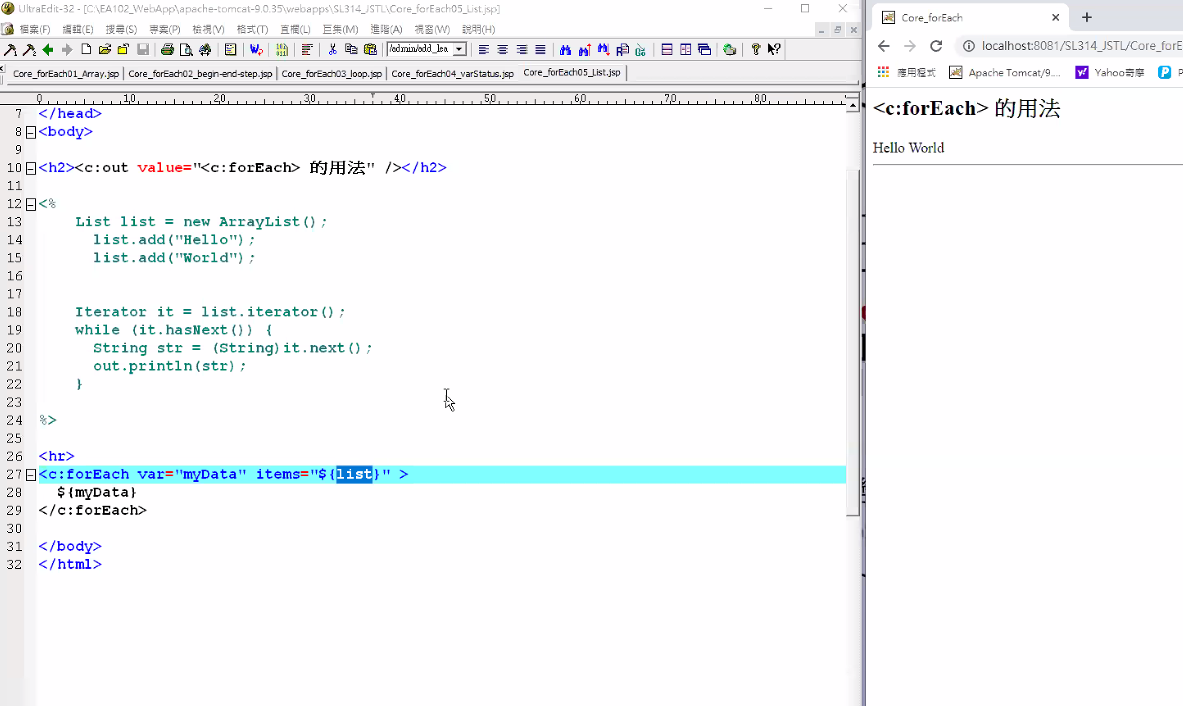 UltraEdit-32 - [C:\EA102_WebApp\apache-tomcat-9.0.35\webapps\SL314_JSTL\Core_forEach05_List.jsp]
檔案(F) 編輯(E) 搜尋(S) 專案(P) 檢視(V) 格式(T) 直欄(L) 巨集(M) 進階(A) 視窗(W) 說明(H)
/admin/add_lea
Core_forEach01_Array.jsp Core_forEach02_begin-end-step.jsp Core_forEach03_loop.jsp Core_forEach04_varStatus.jsp Core_forEach05_List.jsp
0 10 20 30 40 50 60 70 80
7 </head>
8 <body>
9
10 <h2><c:out value="<c:forEach> 的用法" /></h2>
11
12 <%
13 List list = new ArrayList();
14 list.add("Hello");
15 list.add("World");
16
17
18 Iterator it = list.iterator();
19 while (it.hasNext()) {
20 String str = (String)it.next();
21 out.println(str);
22 }
23
24 %>
25
26 <hr>
27 <c:forEach var="myData" items="${list}" >
28 ${myData}
29 </c:forEach>
30
31 </body>
32 </html>
Core_forEach
localhost:8081/SL314_JSTL/Core_forE
應用程式 Apache Tomcat/9.... Yahoo奇摩 P
<c:forEach> 的用法
Hello World